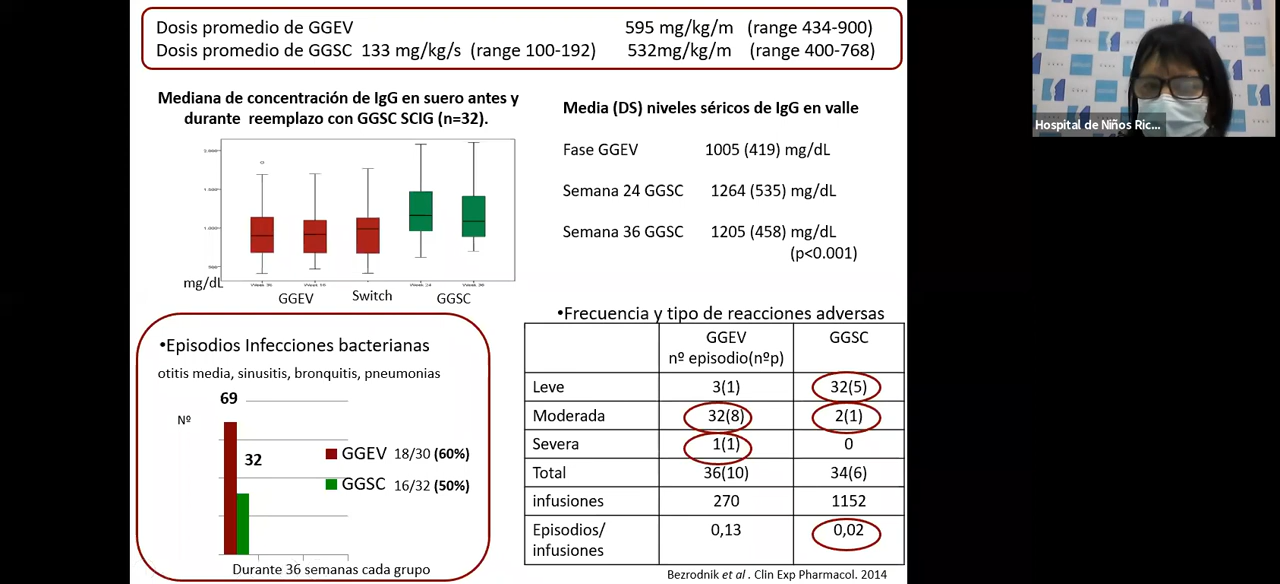 Dosis promedio de GGEV 595 mg/kg/m (range 434-900)
Dosis promedio de GGSC 133 mg/kg/s (range 100-192) 532mg/kg/m (range 400-768)
Mediana de concentración de IgG en suero antes y
durante reemplazo con GGSC SCIG (n=32).
mg/dL
GGEV Switch GGSC
Media (DS) niveles séricos de IgG en valle
Fase GGEV 1005 (419) mg/dL
Semana 24 GGSC 1264 (535) mg/dL
Semana 36 GGSC 1205 (458) mg/dL
(p<0.001)
•Episodios Infecciones bacterianas
otitis media, sinusitis, bronquitis, pneumonias
69
Nº
32
GGEV 18/30 (60%)
GGSC 16/32 (50%)
Durante 36 semanas cada grupo
•Frecuencia y tipo de reacciones adversas
GGEV GGSC
nº episodio(nºp)
Leve 3(1) 32(5)
Moderada 32(8) 2(1)
Severa 1(1) 0
Total 36(10) 34(6)
infusiones 270 1152
Episodios/ 0,13 0,02
infusiones
Bezrodnik et al . Clin Exp Pharmacol. 2014
Hospital de Niños Ric...